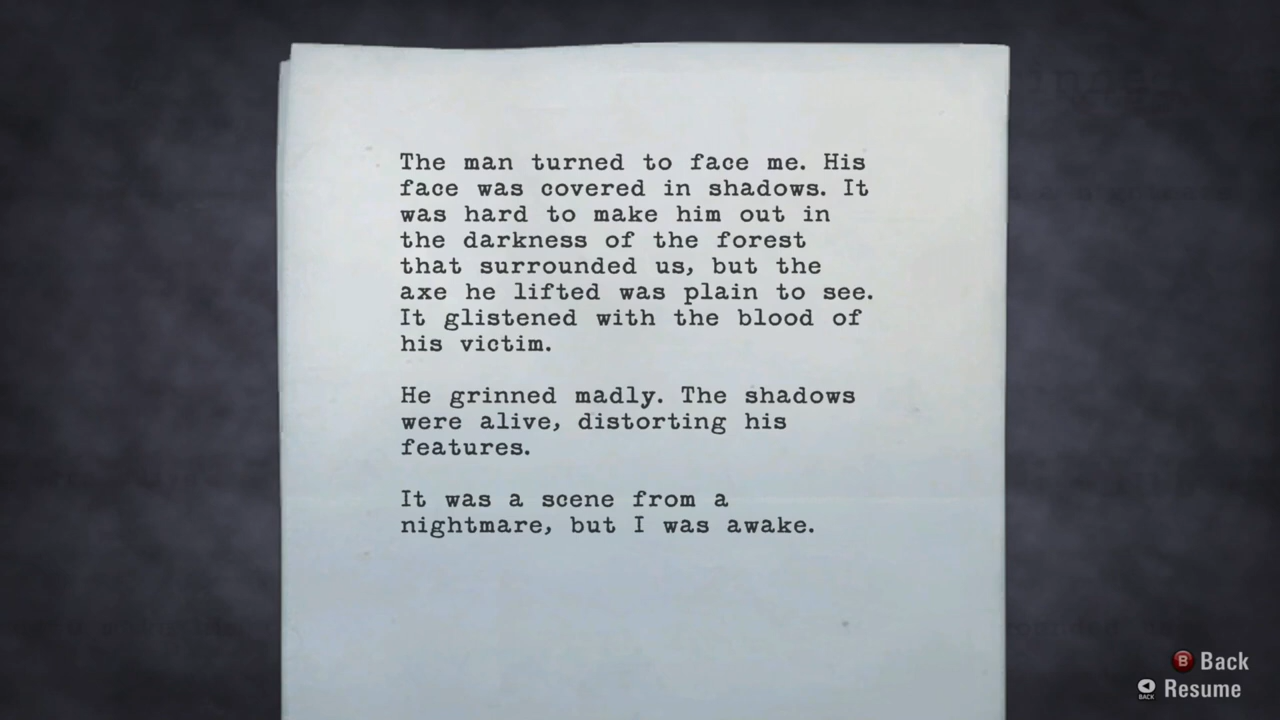 The man turned to face me. His
face was covered in shadows. It
was hard to make him out in
the darkness of the forest
that surrounded us, but the
axe he lifted was plain to see.
It glistened with the blood of
his victim.
He grinned madly. The shadows
were alive, distorting his
features.
It was a scene from a
nightmare, but I was awake.
B Back
BACK Resume